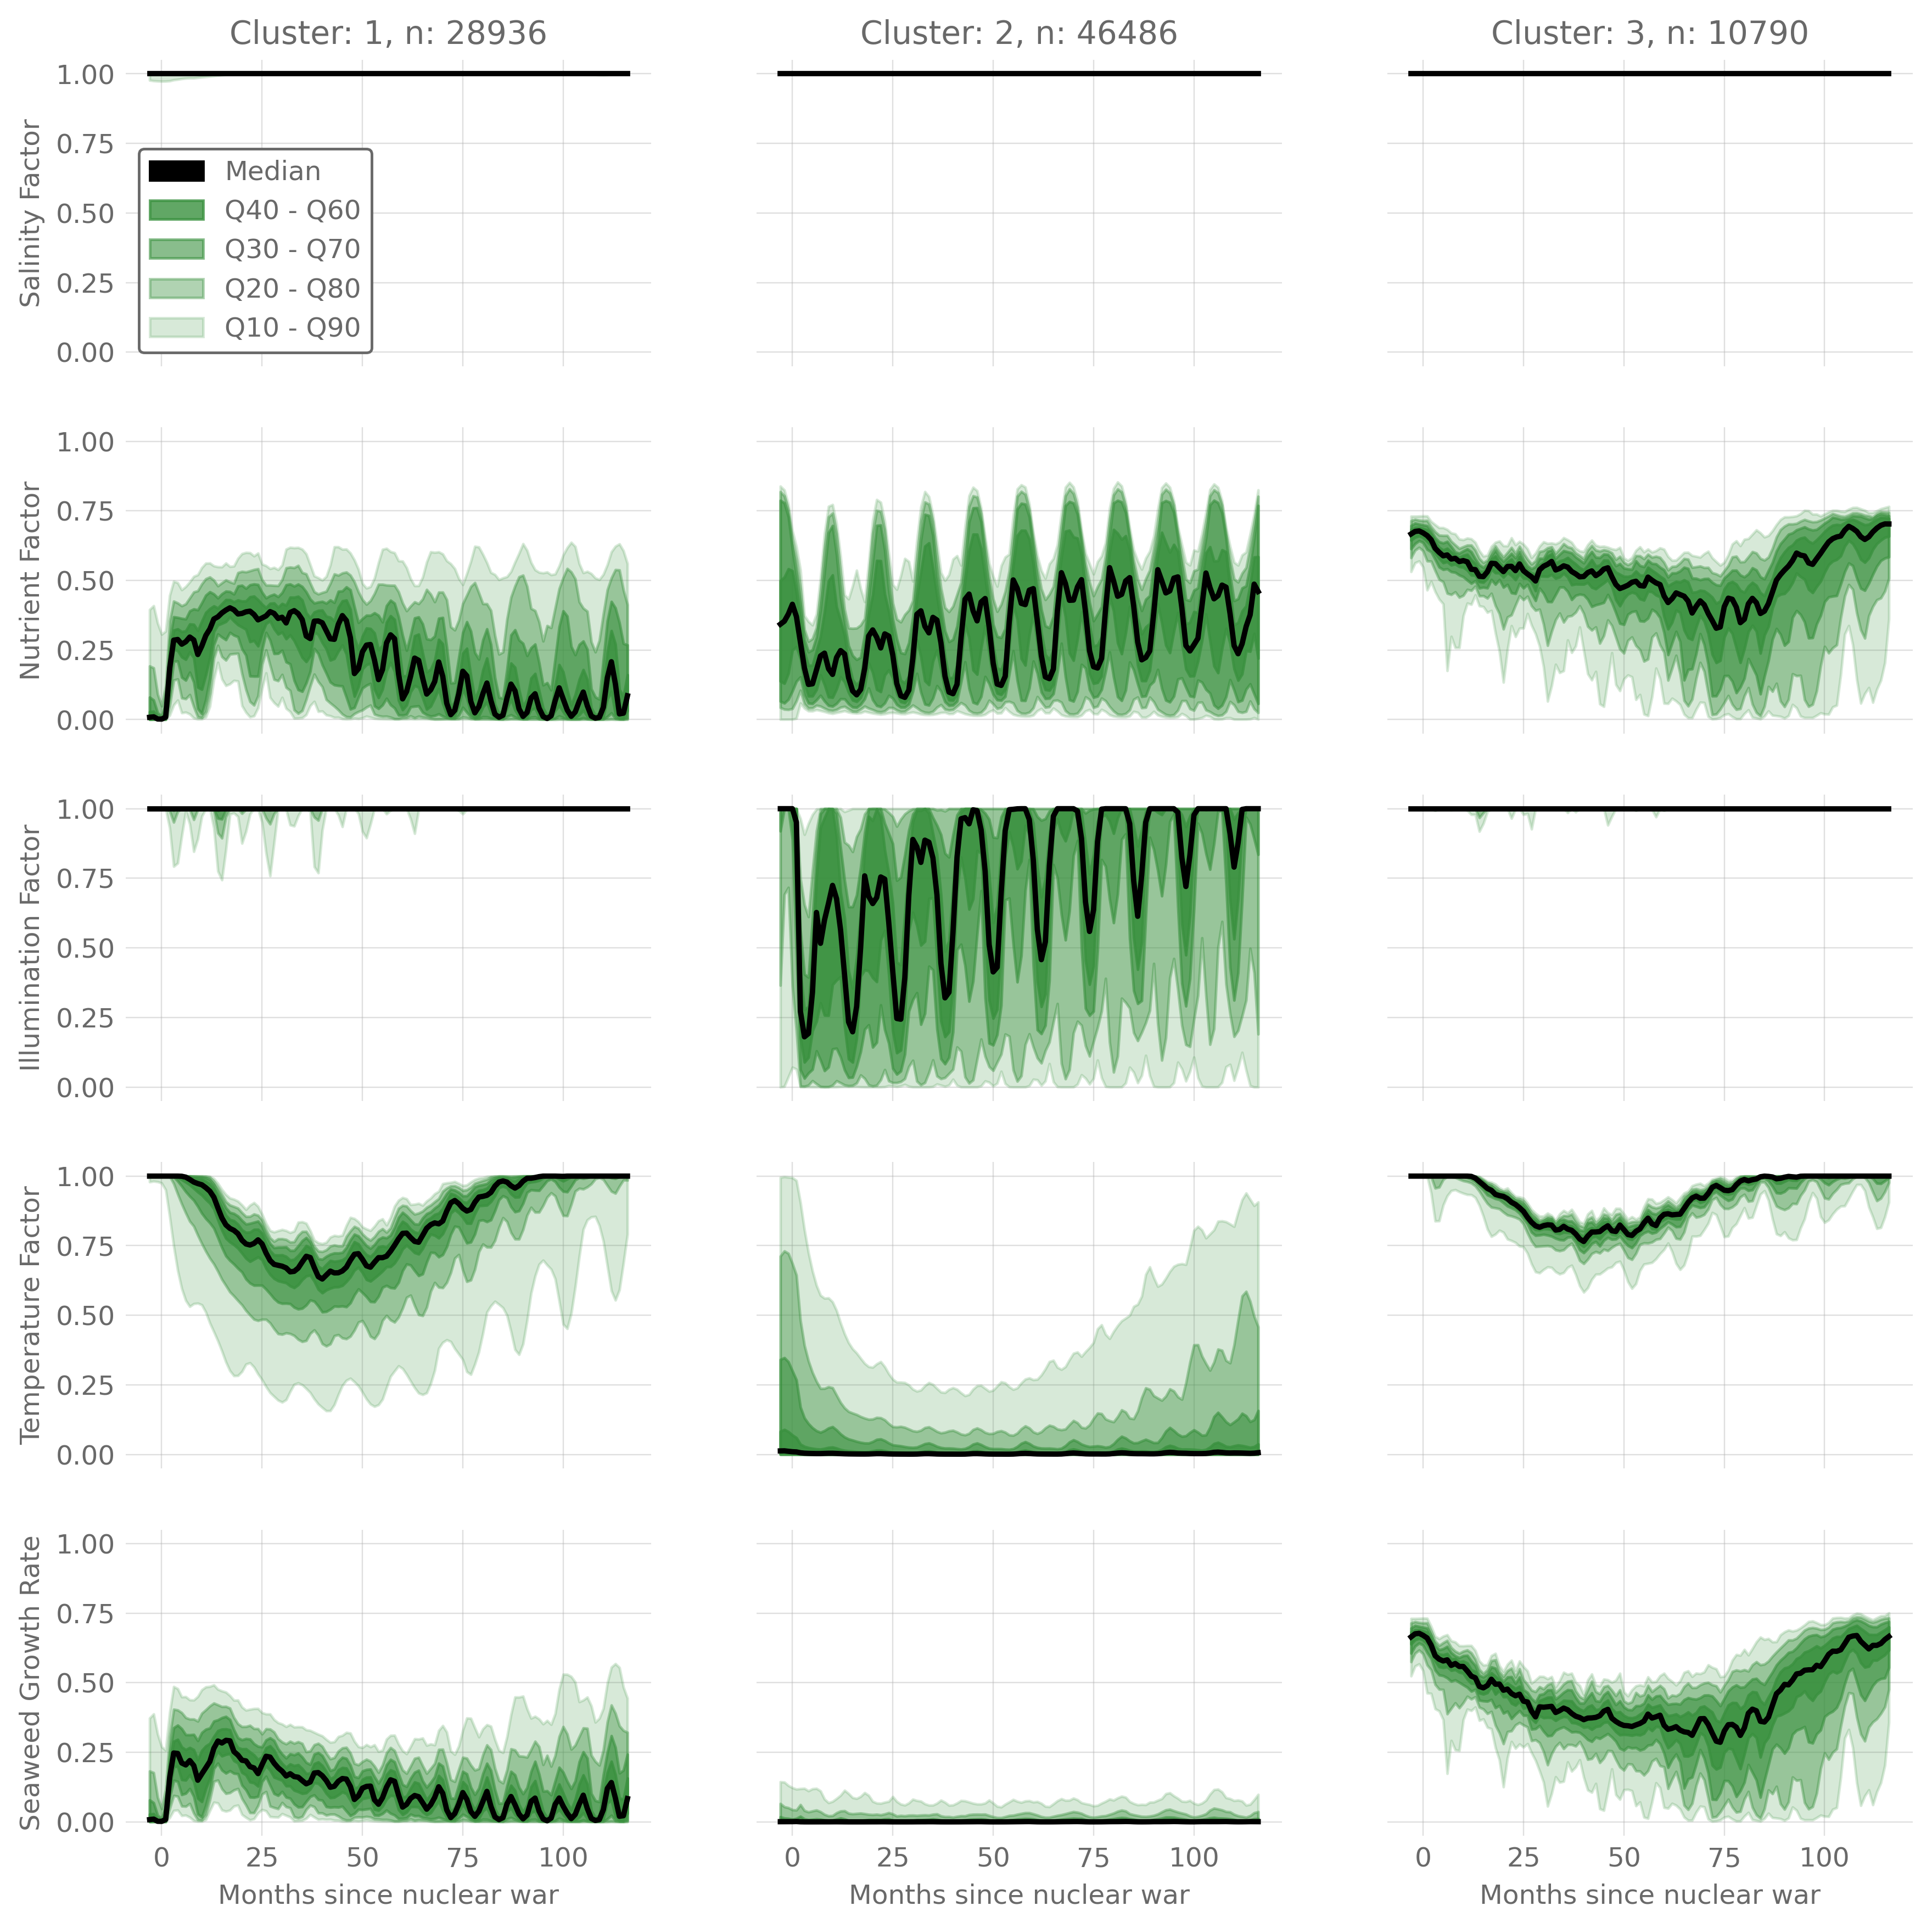 Cluster: 1, n: 28936
Cluster: 2, n: 46486
Cluster: 3, n: 10790
Salinity Factor
1.00
0.75
0.50
0.25
0.00
Median
Q40 - Q60
Q30 - Q70
Q20 - Q80
Q10 - Q90
Nutrient Factor
1.00
0.75
0.50
0.25
0.00
Illumination Factor
1.00
0.75
0.50
0.25
0.00
Temperature Factor
1.00
0.75
0.50
0.25
0.00
Seaweed Growth Rate
1.00
0.75
0.50
0.25
0.00
0 25 50 75 100
0 25 50 75 100
0 25 50 75 100
Months since nuclear war
Months since nuclear war
Months since nuclear war